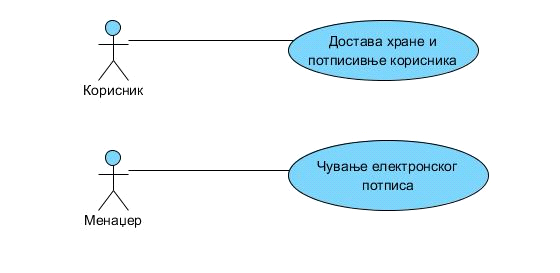 Достава хране и
потписивње корисника
Корисник
Чување електронског
потписа
Менаџер